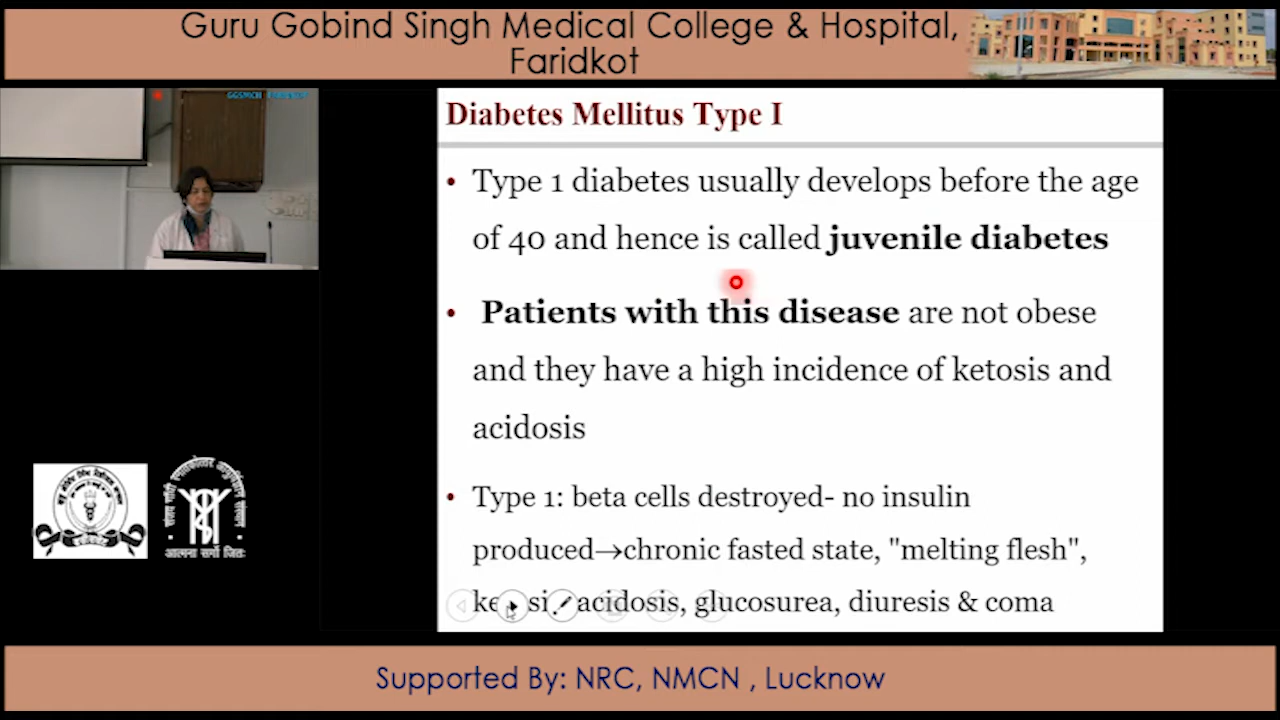 Guru Gobind Singh Medical College & Hospital,
Faridkot
Diabetes Mellitus Type I
• Type 1 diabetes usually develops before the age
of 40 and hence is called juvenile diabetes
• Patients with this disease are not obese
and they have a high incidence of ketosis and
acidosis
• Type 1: beta cells destroyed- no insulin
produced→chronic fasted state, "melting flesh",
acidosis, glucosurea, diuresis & coma
आत्मना सर्गो जितः
Supported By: NRC, NMCN , Lucknow